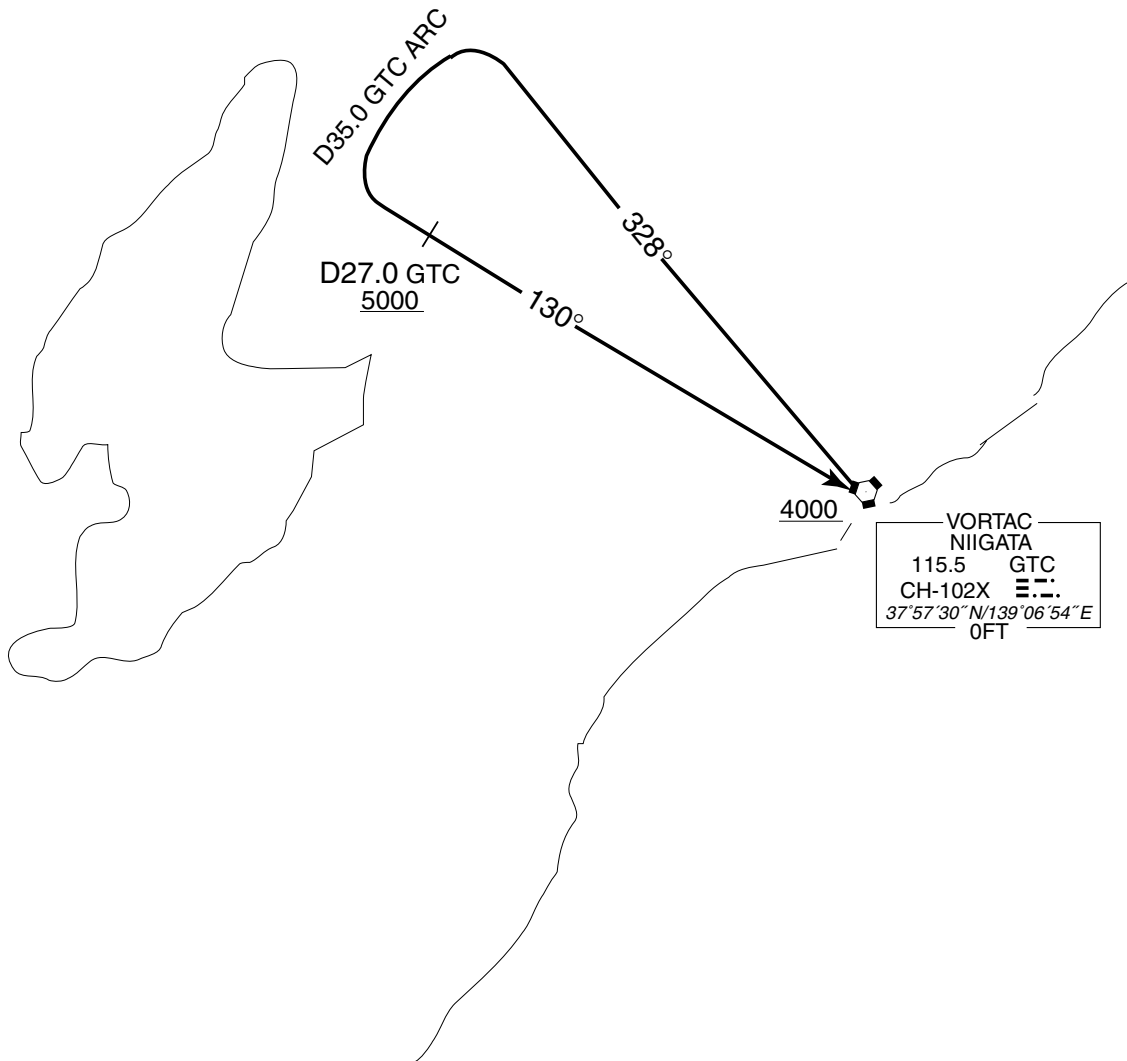 D35.0 GTC ARC
328°
D27.0 GTC
5000
130°
4000
VORTAC
NIIGATA
115.5 GTC
CH-102X
37°57′30″N/139°06′54″E
0FT